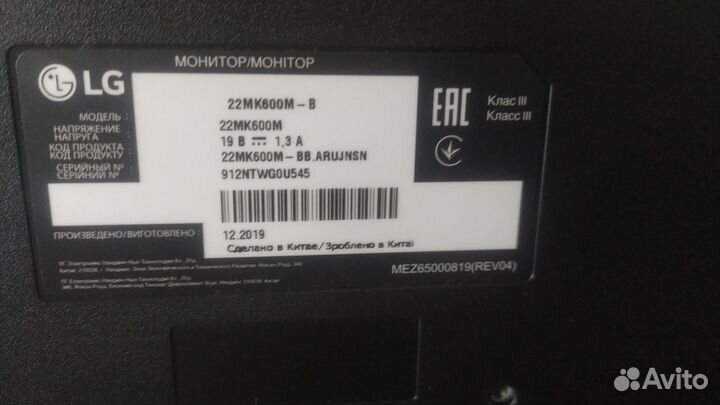 LG
МОНИТОР/МОНІТОР
22MK600M-B
МОДЕЛЬ: 22MK600M
НАПРЯЖЕНИЕ
НАПРУГА : 19 В ⎓ 1,3 А
КОД ПРОДУКТА
КОД ПРОДУКТУ : 22MK600M-BB.ARUJNSN
СЕРИЙНЫЙ №
СЕРІЙНИЙ № : 912NTWG0U545
EAC
Клас III
Класс III
ПРОИЗВЕДЕНО/ВИГОТОВЛЕНО : 12.2019
Сделано в Китае/Зроблено в Китаї
MEZ65000819(REV04)
Avito